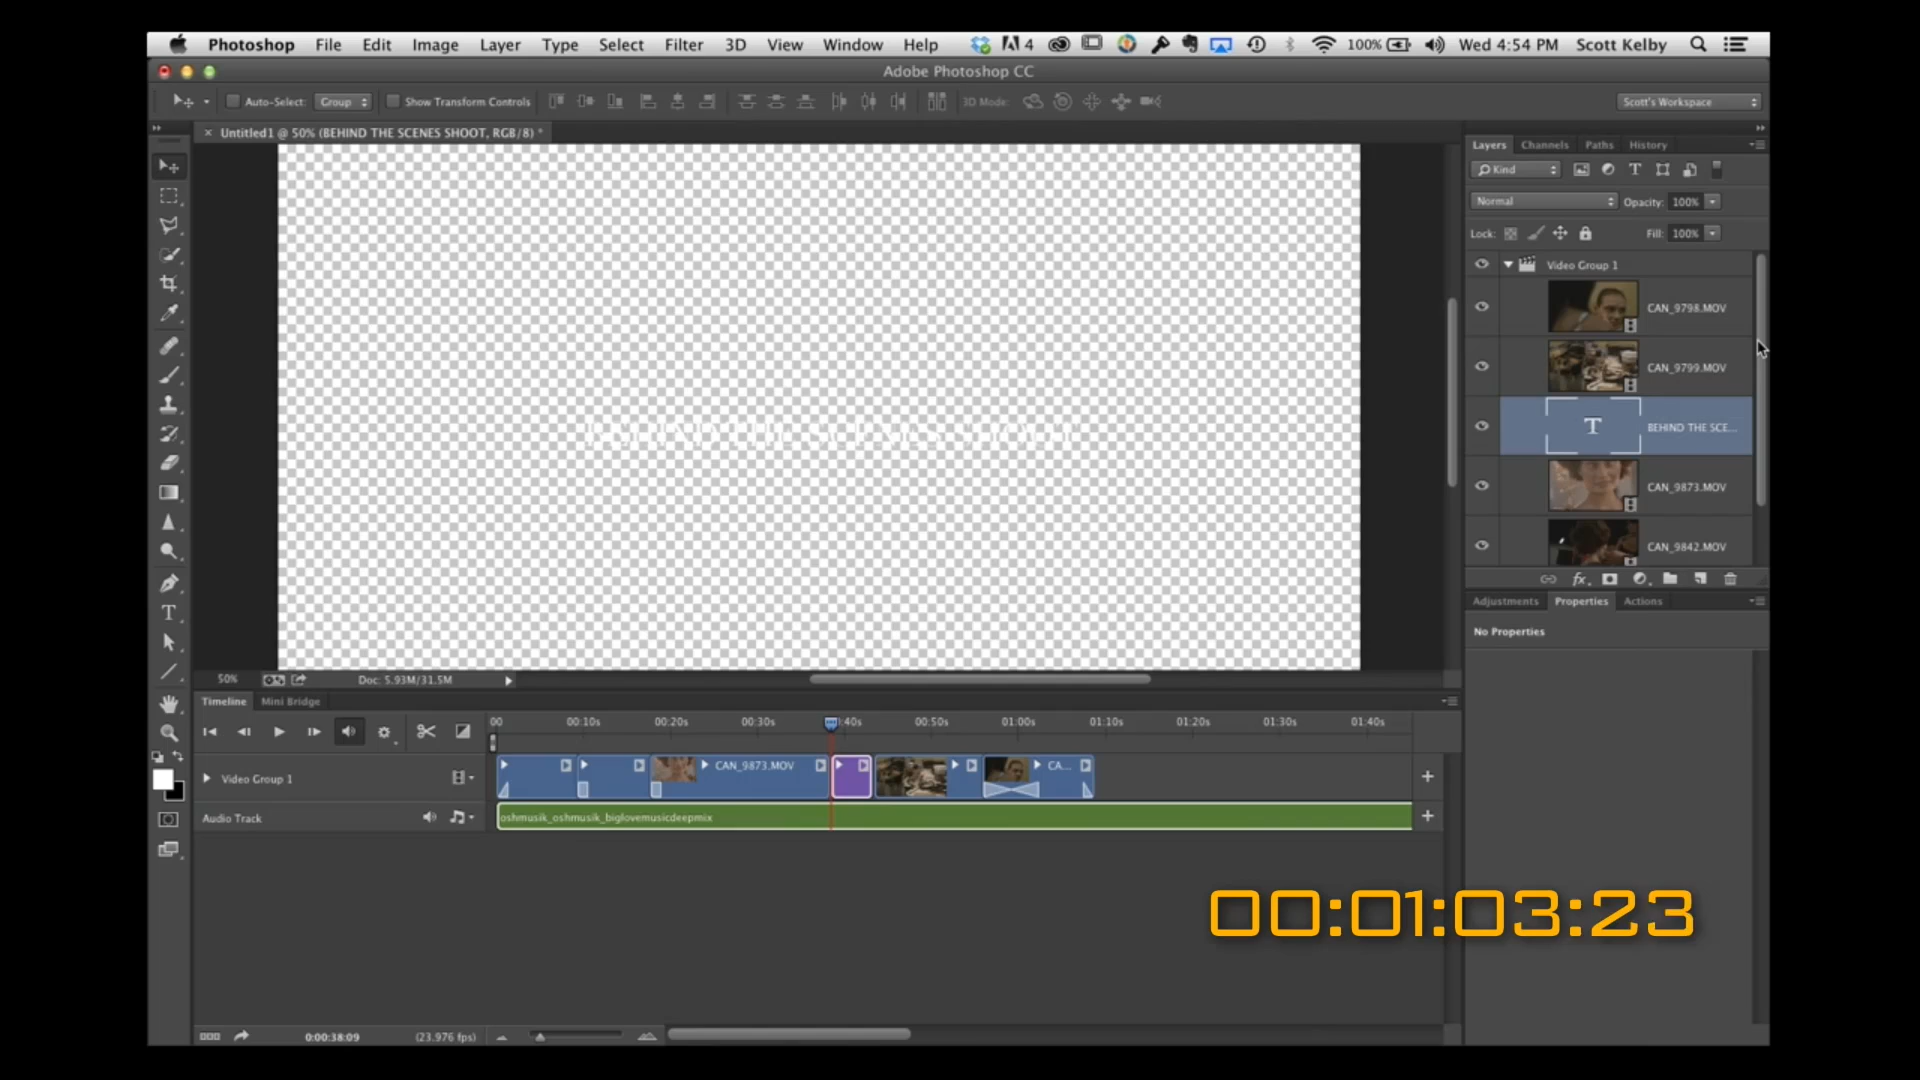 Photoshop File Edit Image Layer Type Select Filter 3D View Window Help 4 100% Wed 4:54 PM Scott Kelby
Adobe Photoshop CC
Auto-Select: Group Show Transform Controls 3D Mode: Scott's Workspace
Untitled1 @ 50% (BEHIND THE SCENES SHOOT, RGB/8) *
Layers Channels Paths History
Kind
Normal Opacity: 100%
Lock: Fill: 100%
Video Group 1
CAN_9798.MOV
CAN_9799.MOV
T BEHIND THE SCE...
CAN_9873.MOV
CAN_9842.MOV
fx
Adjustments Properties Actions
No Properties
50% Doc: 5.93M/31.5M
Timeline Mini Bridge
00 00:10s 00:20s 00:30s :40s 00:50s 01:00s 01:10s 01:20s 01:30s 01:40s
Video Group 1 CAN_9873.MOV CA...
Audio Track oshmusik_oshmusik_biglovemusicdeepmix
00:01:03:23
0:00:38:09 (23.976 fps)